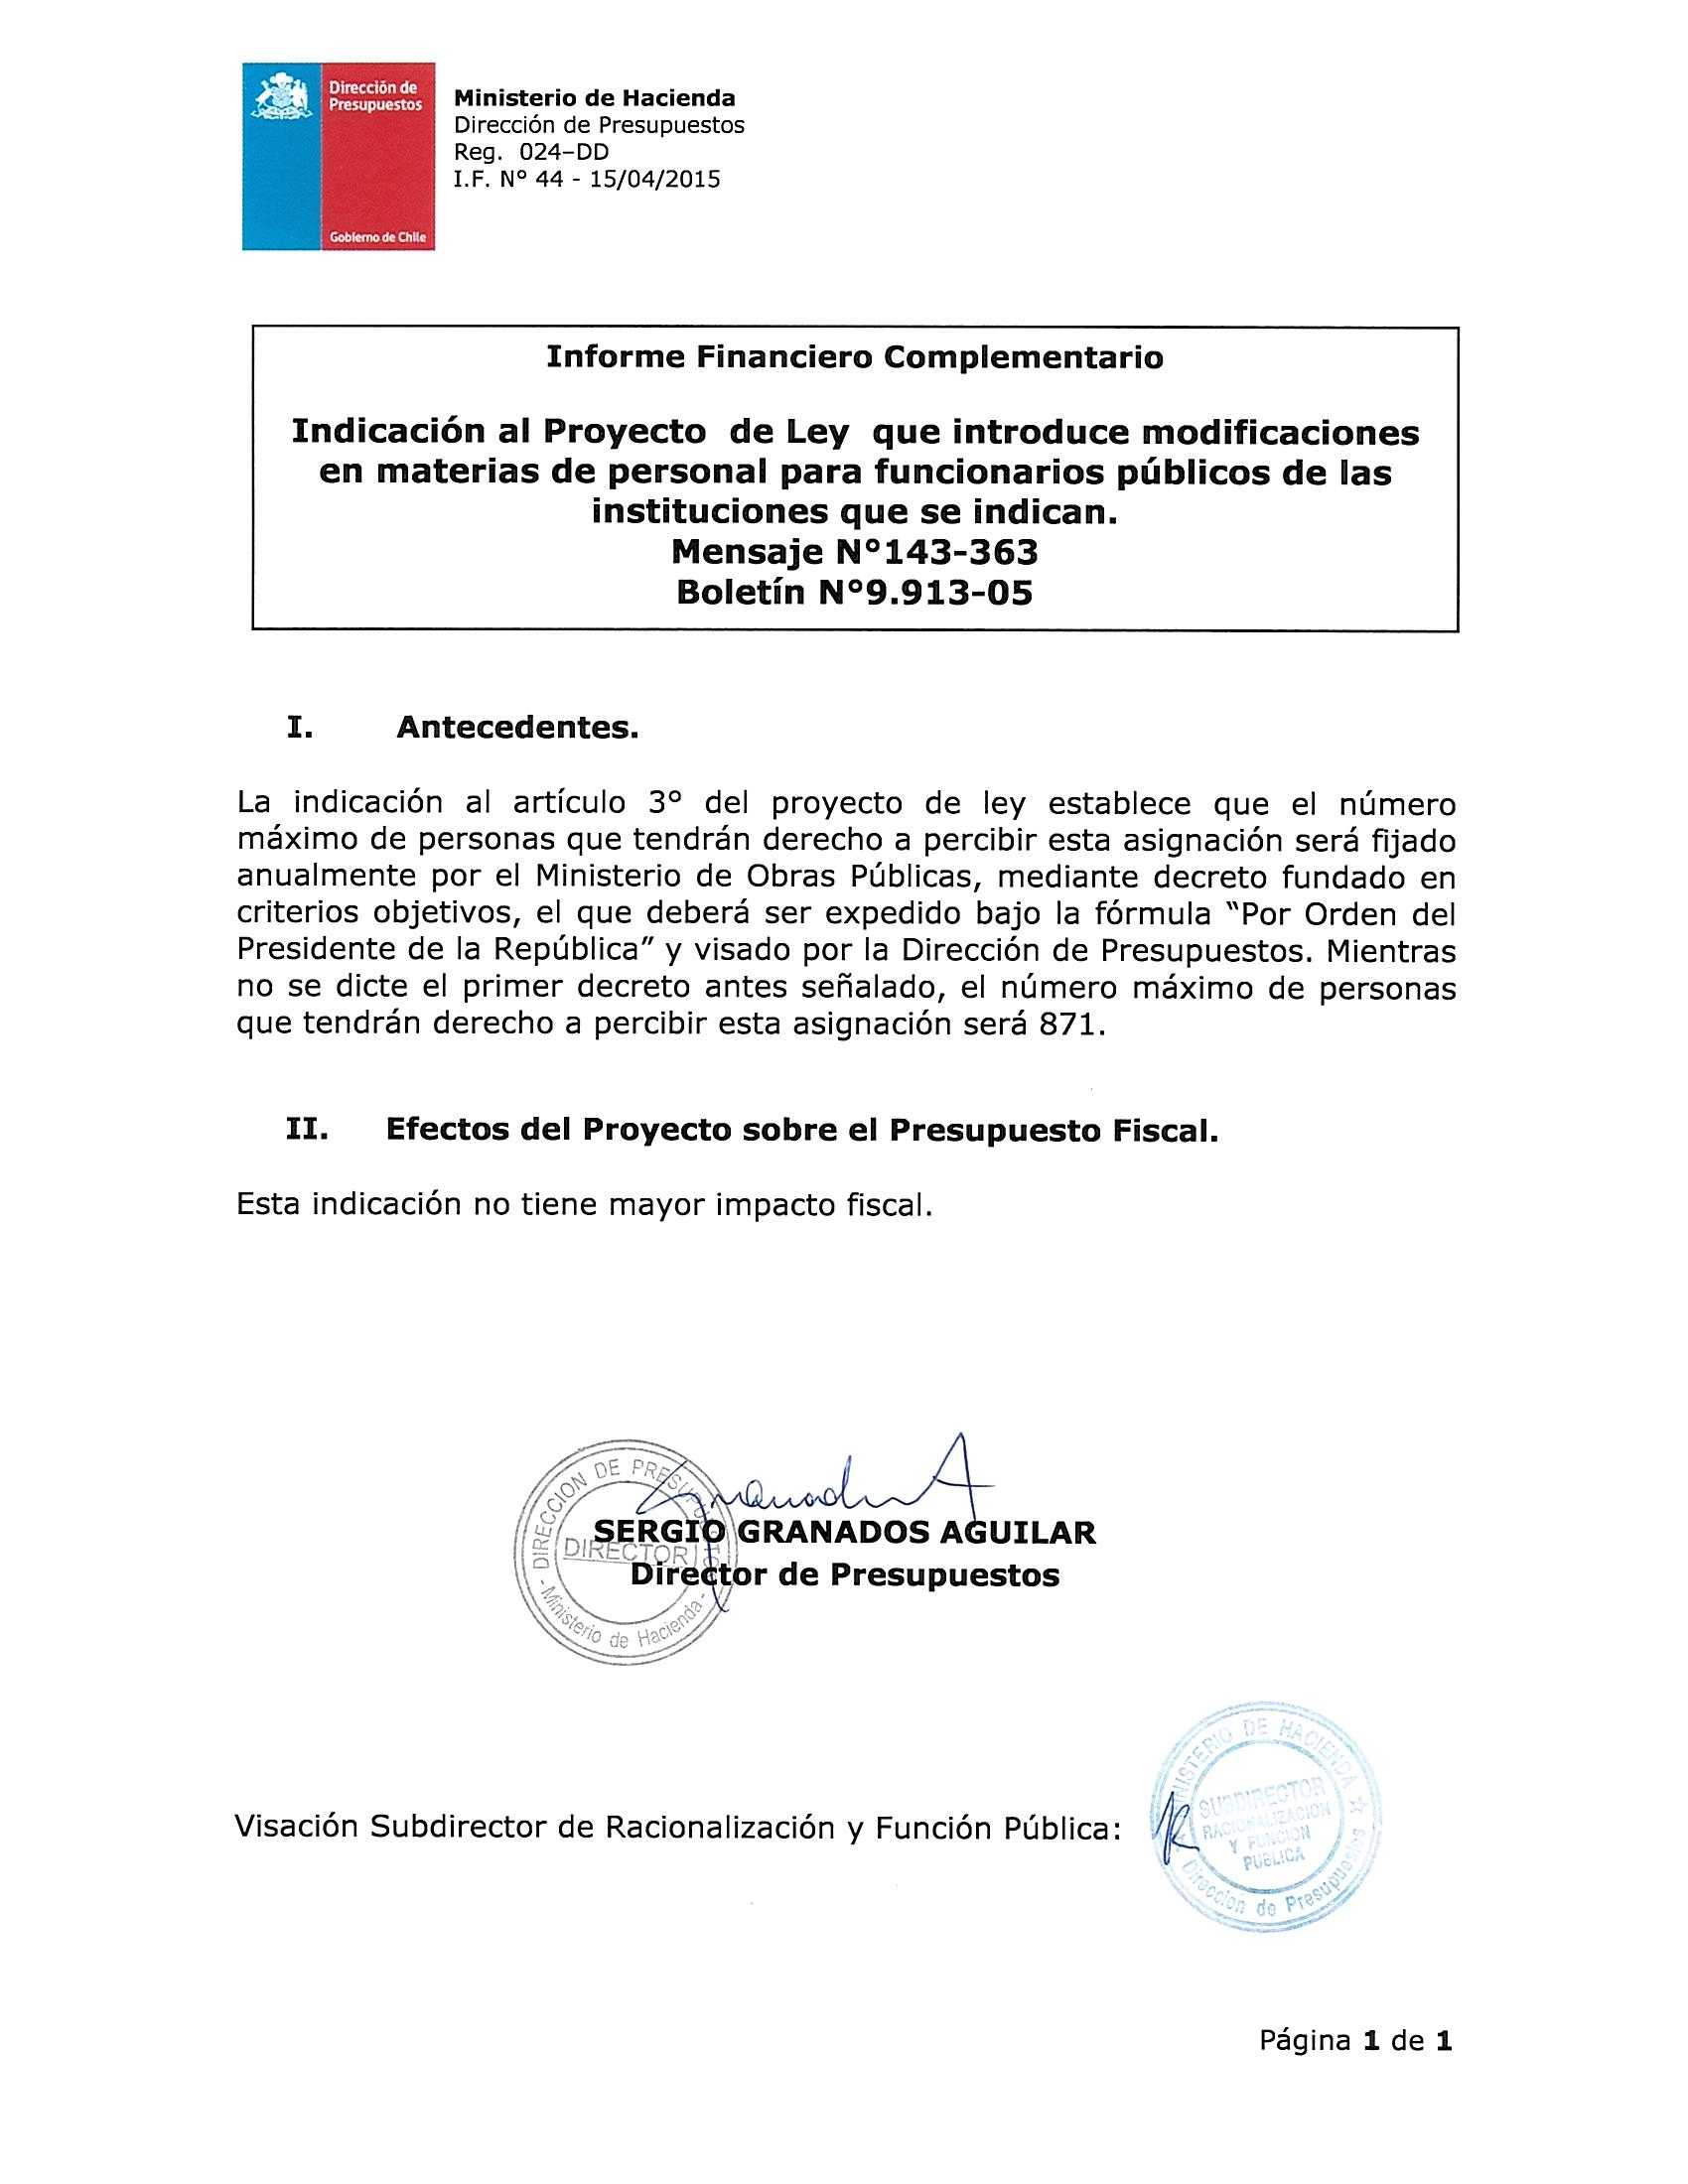 Dirección de
Presupuestos
Gobierno de Chile
Ministerio de Hacienda
Dirección de Presupuestos
Reg.  024–DD
I.F. N° 44 - 15/04/2015
Informe Financiero Complementario
Indicación al Proyecto  de Ley  que introduce modificaciones
en materias de personal para funcionarios públicos de las
instituciones que se indican.
Mensaje N°143-363
Boletín N°9.913-05
I. Antecedentes.
La indicación al artículo 3° del proyecto de ley establece que el número
máximo de personas que tendrán derecho a percibir esta asignación será fijado
anualmente por el Ministerio de Obras Públicas, mediante decreto fundado en
criterios objetivos, el que deberá ser expedido bajo la fórmula “Por Orden del
Presidente de la República” y visado por la Dirección de Presupuestos. Mientras
no se dicte el primer decreto antes señalado, el número máximo de personas
que tendrán derecho a percibir esta asignación será 871.
II. Efectos del Proyecto sobre el Presupuesto Fiscal.
Esta indicación no tiene mayor impacto fiscal.
DIRECCION DE PRESUPUESTOS
DIRECTOR
- Ministerio de Hacienda -
SERGIO GRANADOS AGUILAR
Director de Presupuestos
Visación Subdirector de Racionalización y Función Pública:
MINISTERIO DE HACIENDA
SUBDIRECTOR
RACIONALIZACION
Y FUNCION
PUBLICA
Dirección de Presupuestos
Página 1 de 1